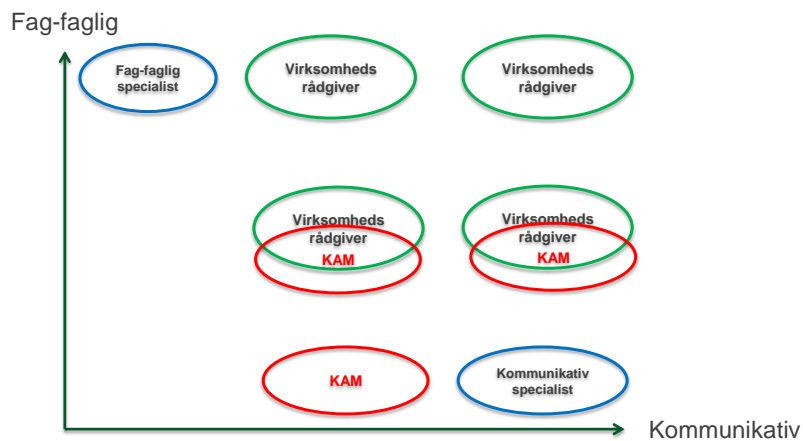 Fag-faglig
Fag-faglig
specialist
Virksomheds
rådgiver
Virksomheds
rådgiver
Virksomheds
rådgiver
KAM
Virksomheds
rådgiver
KAM
KAM
Kommunikativ
specialist
Kommunikativ